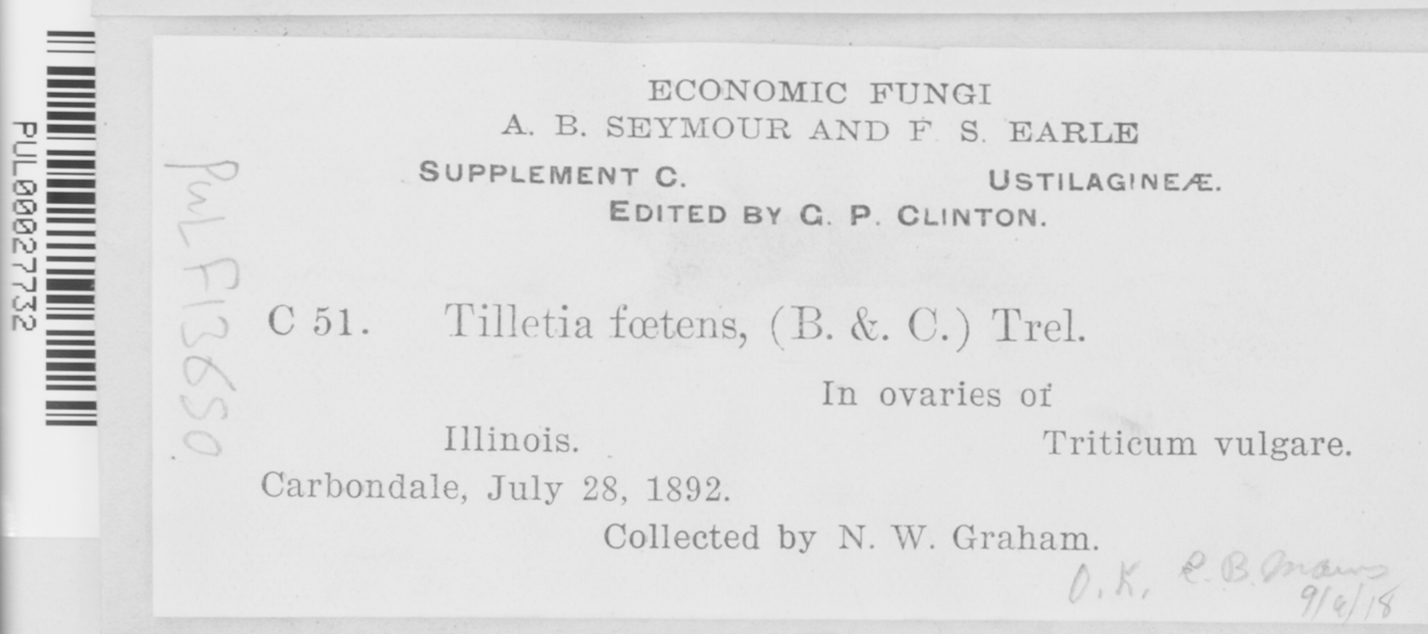 ECONOMIC FUNGI
A. B. SEYMOUR AND F. S. EARLE
SUPPLEMENT C. USTILAGINEÆ.
EDITED BY G. P. CLINTON.
C 51. Tilletia fœtens, (B. & C.) Trel.
In ovaries of
Illinois. Triticum vulgare.
Carbondale, July 28, 1892.
Collected by N. W. Graham.
O.K. E.B. Mains
9/9/18
PUL F13650
PUL00027732